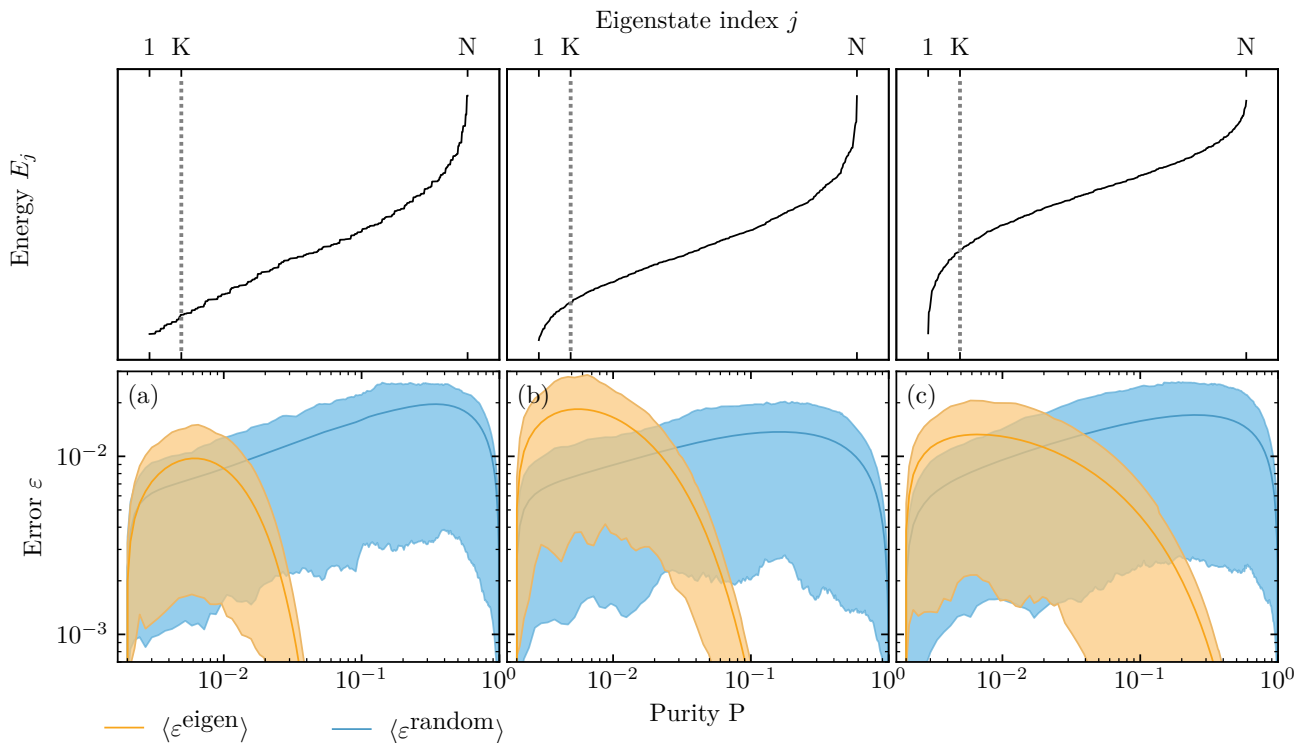 Eigenstate index j
1 K N 1 K N 1 K N
Energy E_j
(a) (b) (c)
10^{-2}
Error ε
10^{-3}
10^{-2} 10^{-1} 10^0 10^{-2} 10^{-1} 10^0 10^{-2} 10^{-1} 10^0
Purity P
⟨ε^{eigen}⟩ ⟨ε^{random}⟩